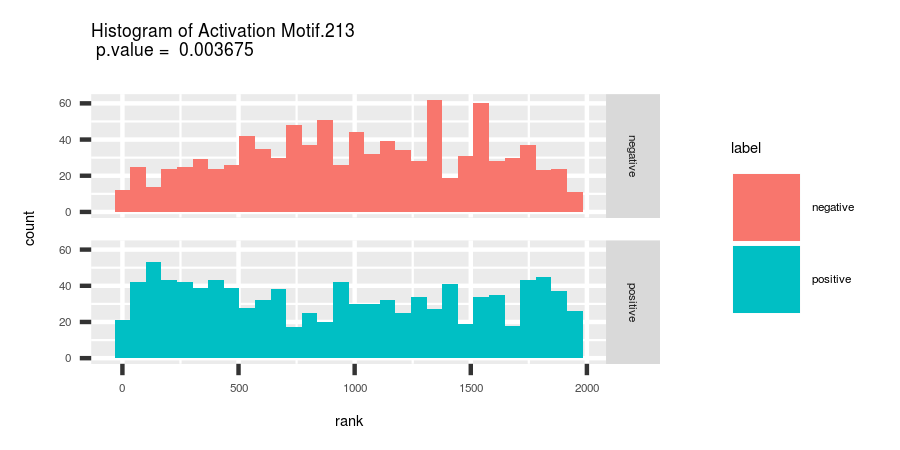 Histogram of Activation Motif.213
p.value =  0.003675
count
60
40
20
0
negative
60
40
20
0
positive
0
500
1000
1500
2000
rank
label
negative
positive